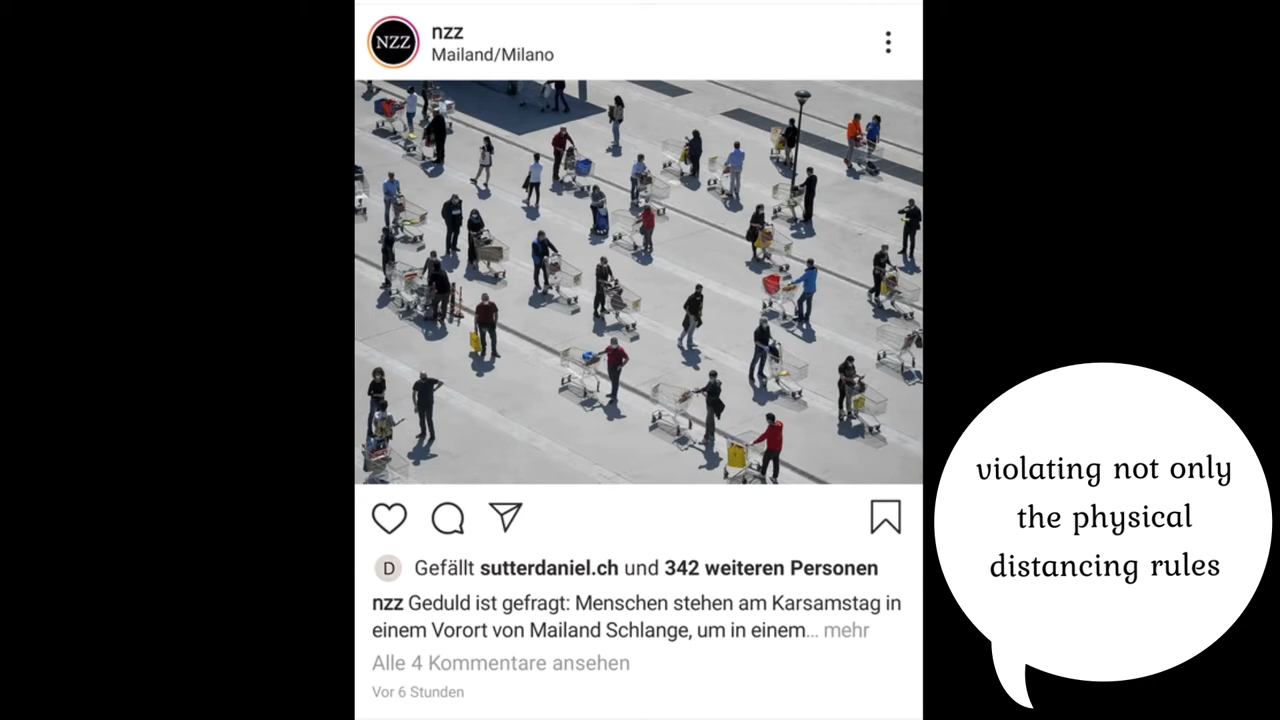 NZZ
nzz
Mailand/Milano
D Gefällt sutterdaniel.ch und 342 weiteren Personen
nzz Geduld ist gefragt: Menschen stehen am Karsamstag in
einem Vorort von Mailand Schlange, um in einem... mehr
Alle 4 Kommentare ansehen
Vor 6 Stunden
violating not only
the physical
distancing rules